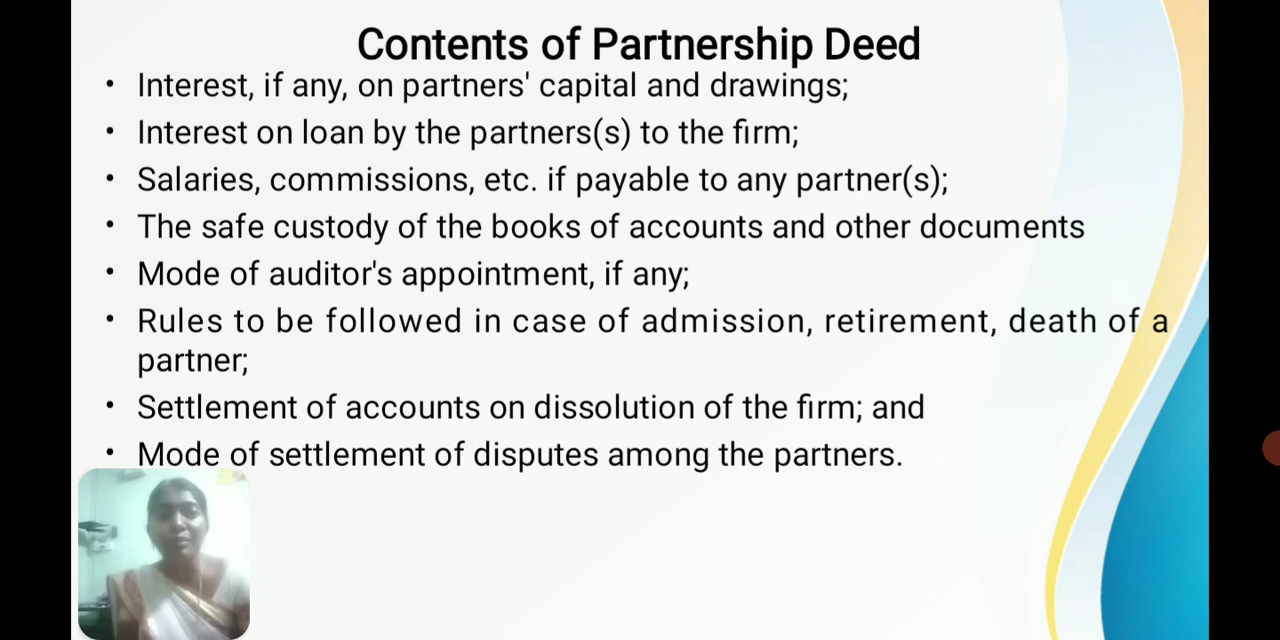 Contents of Partnership Deed
• Interest, if any, on partners' capital and drawings;
• Interest on loan by the partners(s) to the firm;
• Salaries, commissions, etc. if payable to any partner(s);
• The safe custody of the books of accounts and other documents
• Mode of auditor's appointment, if any;
• Rules to be followed in case of admission, retirement, death of a
partner;
• Settlement of accounts on dissolution of the firm; and
• Mode of settlement of disputes among the partners.